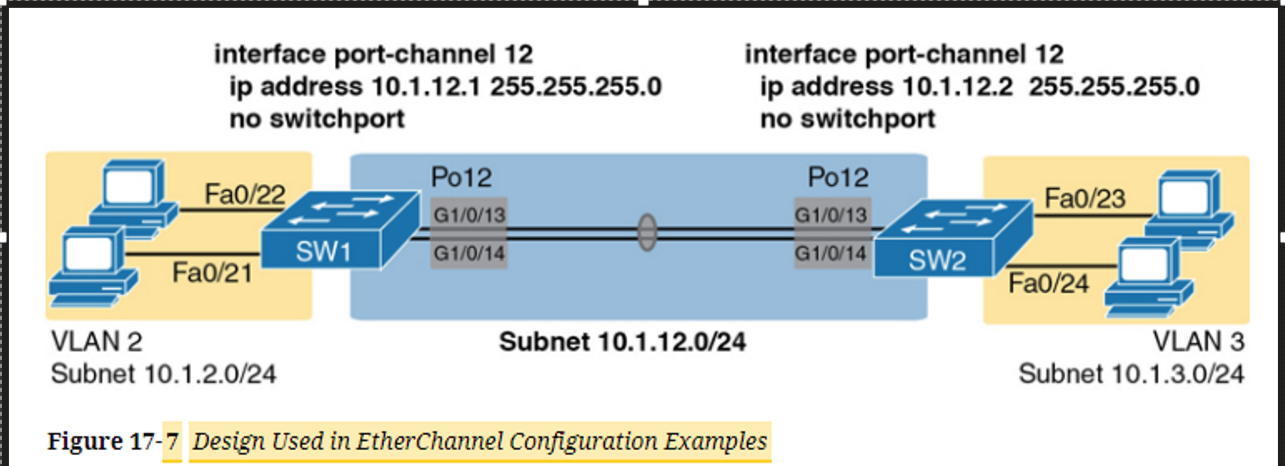 interface port-channel 12
ip address 10.1.12.1 255.255.255.0
no switchport
interface port-channel 12
ip address 10.1.12.2 255.255.255.0
no switchport
Fa0/22
Fa0/21
SW1
Po12
G1/0/13
G1/0/14
Po12
G1/0/13
G1/0/14
SW2
Fa0/23
Fa0/24
VLAN 2
Subnet 10.1.2.0/24
Subnet 10.1.12.0/24
VLAN 3
Subnet 10.1.3.0/24
Figure 17-7 Design Used in EtherChannel Configuration Examples